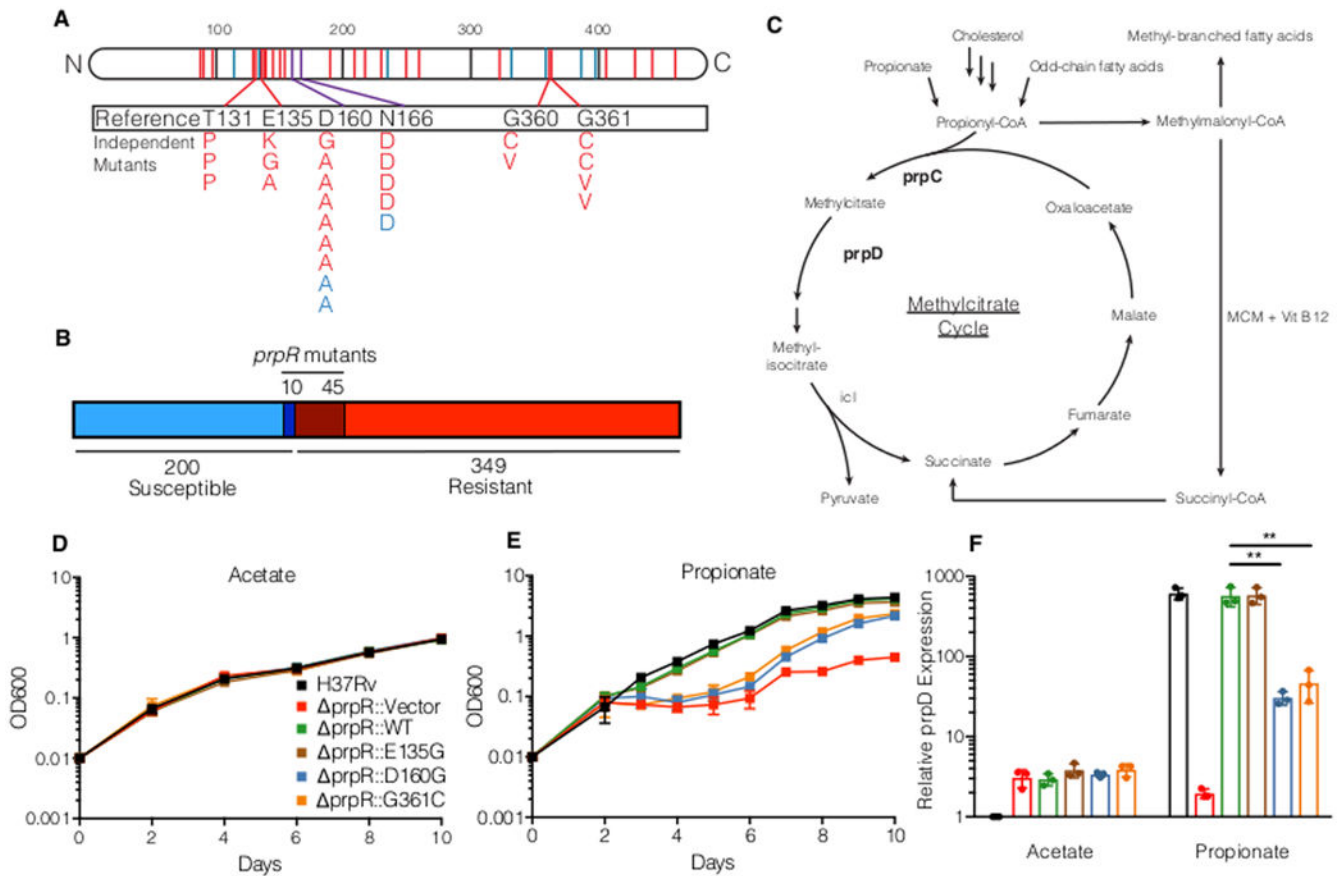 A
100 200 300 400
N C
Reference T131 E135 D160 N166 G360 G361
Independent P K G D C C
Mutants P G A D V C
P A A D V
A D V
A D
A
A
A
A
B
prpR mutants
10 45
200 349
Susceptible Resistant
C
Cholesterol Methyl-branched fatty acids
Propionate Odd-chain fatty acids
Propionyl-CoA Methylmalonyl-CoA
prpC
Methylcitrate Oxaloacetate
prpD
Methylcitrate
Cycle
Malate MCM + Vit B12
Methyl-
isocitrate
icl
Fumarate
Succinate
Pyruvate Succinyl-CoA
D
Acetate
10
1
0.1
0.01
0.001
OD600
H37Rv
ΔprpR::Vector
ΔprpR::WT
ΔprpR::E135G
ΔprpR::D160G
ΔprpR::G361C
0 2 4 6 8 10
Days
E
Propionate
10
1
0.1
0.01
0.001
OD600
0 2 4 6 8 10
Days
F
**
**
1000
100
10
1
Relative prpD Expression
Acetate Propionate